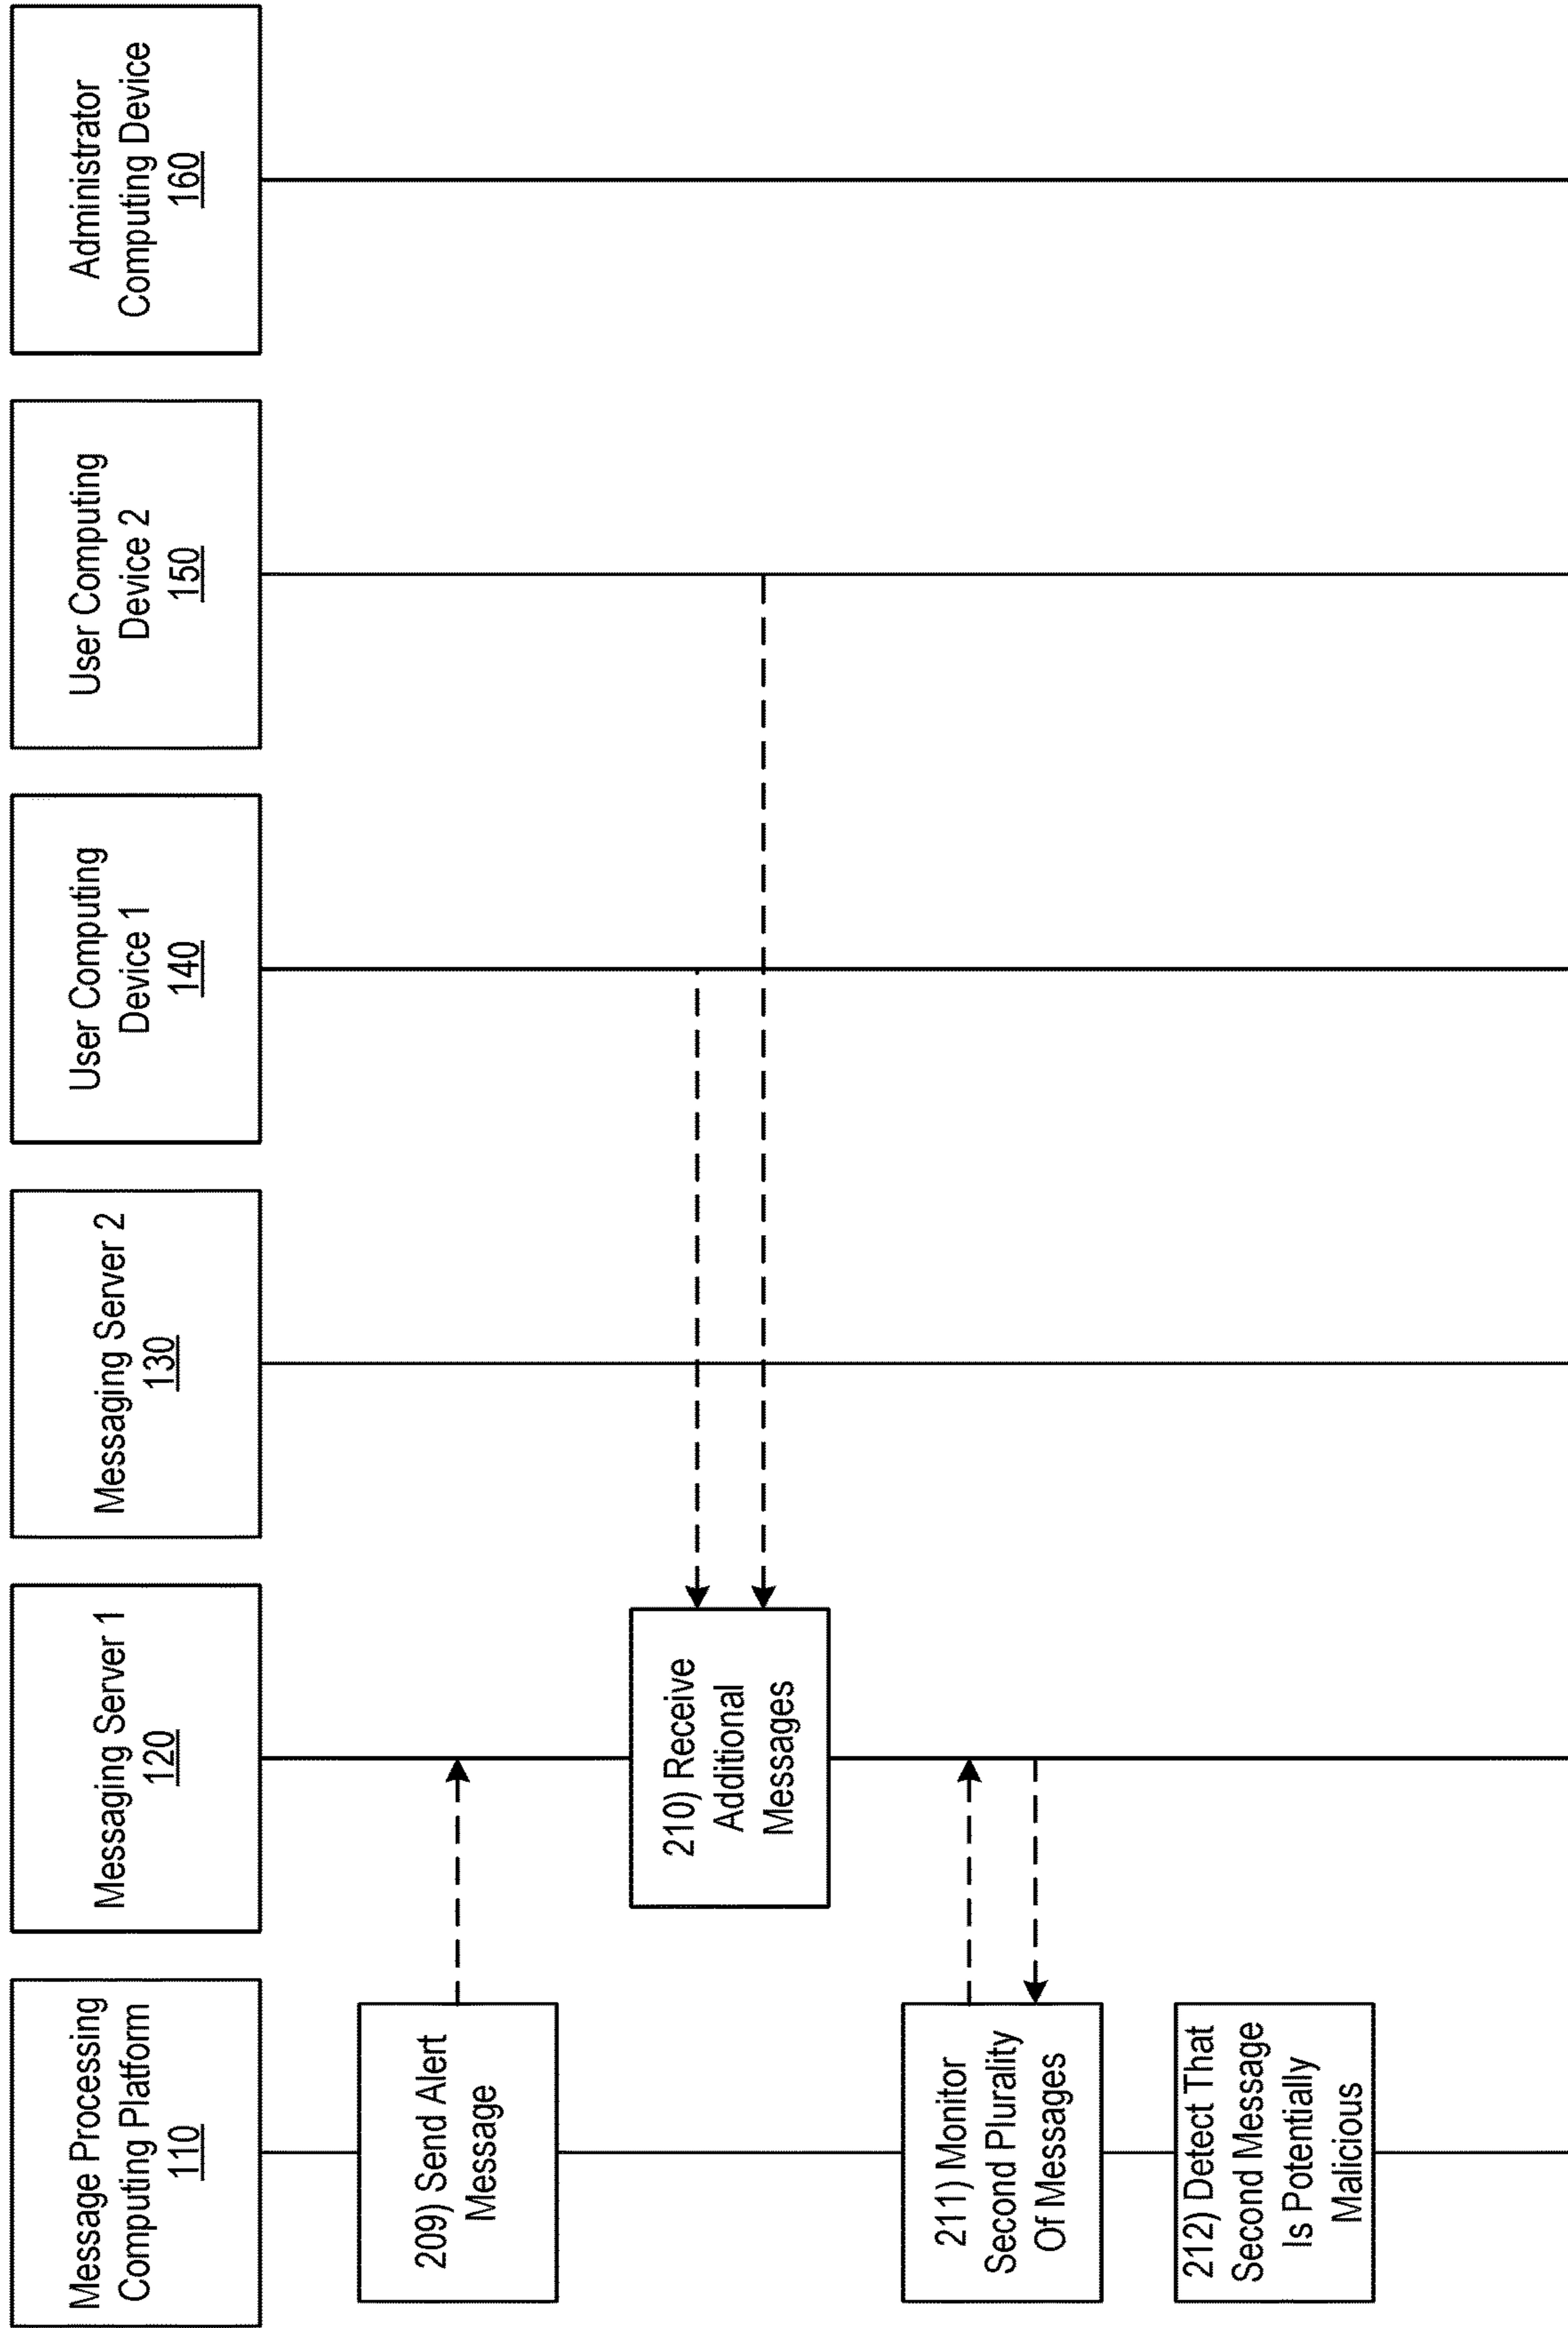 Message Processing
Computing Platform
110
Messaging Server 1
120
Messaging Server 2
130
User Computing
Device 1
140
User Computing
Device 2
150
Administrator
Computing Device
160
209) Send Alert
Message
210) Receive
Additional
Messages
211) Monitor
Second Plurality
Of Messages
212) Detect That
Second Message
Is Potentially
Malicious